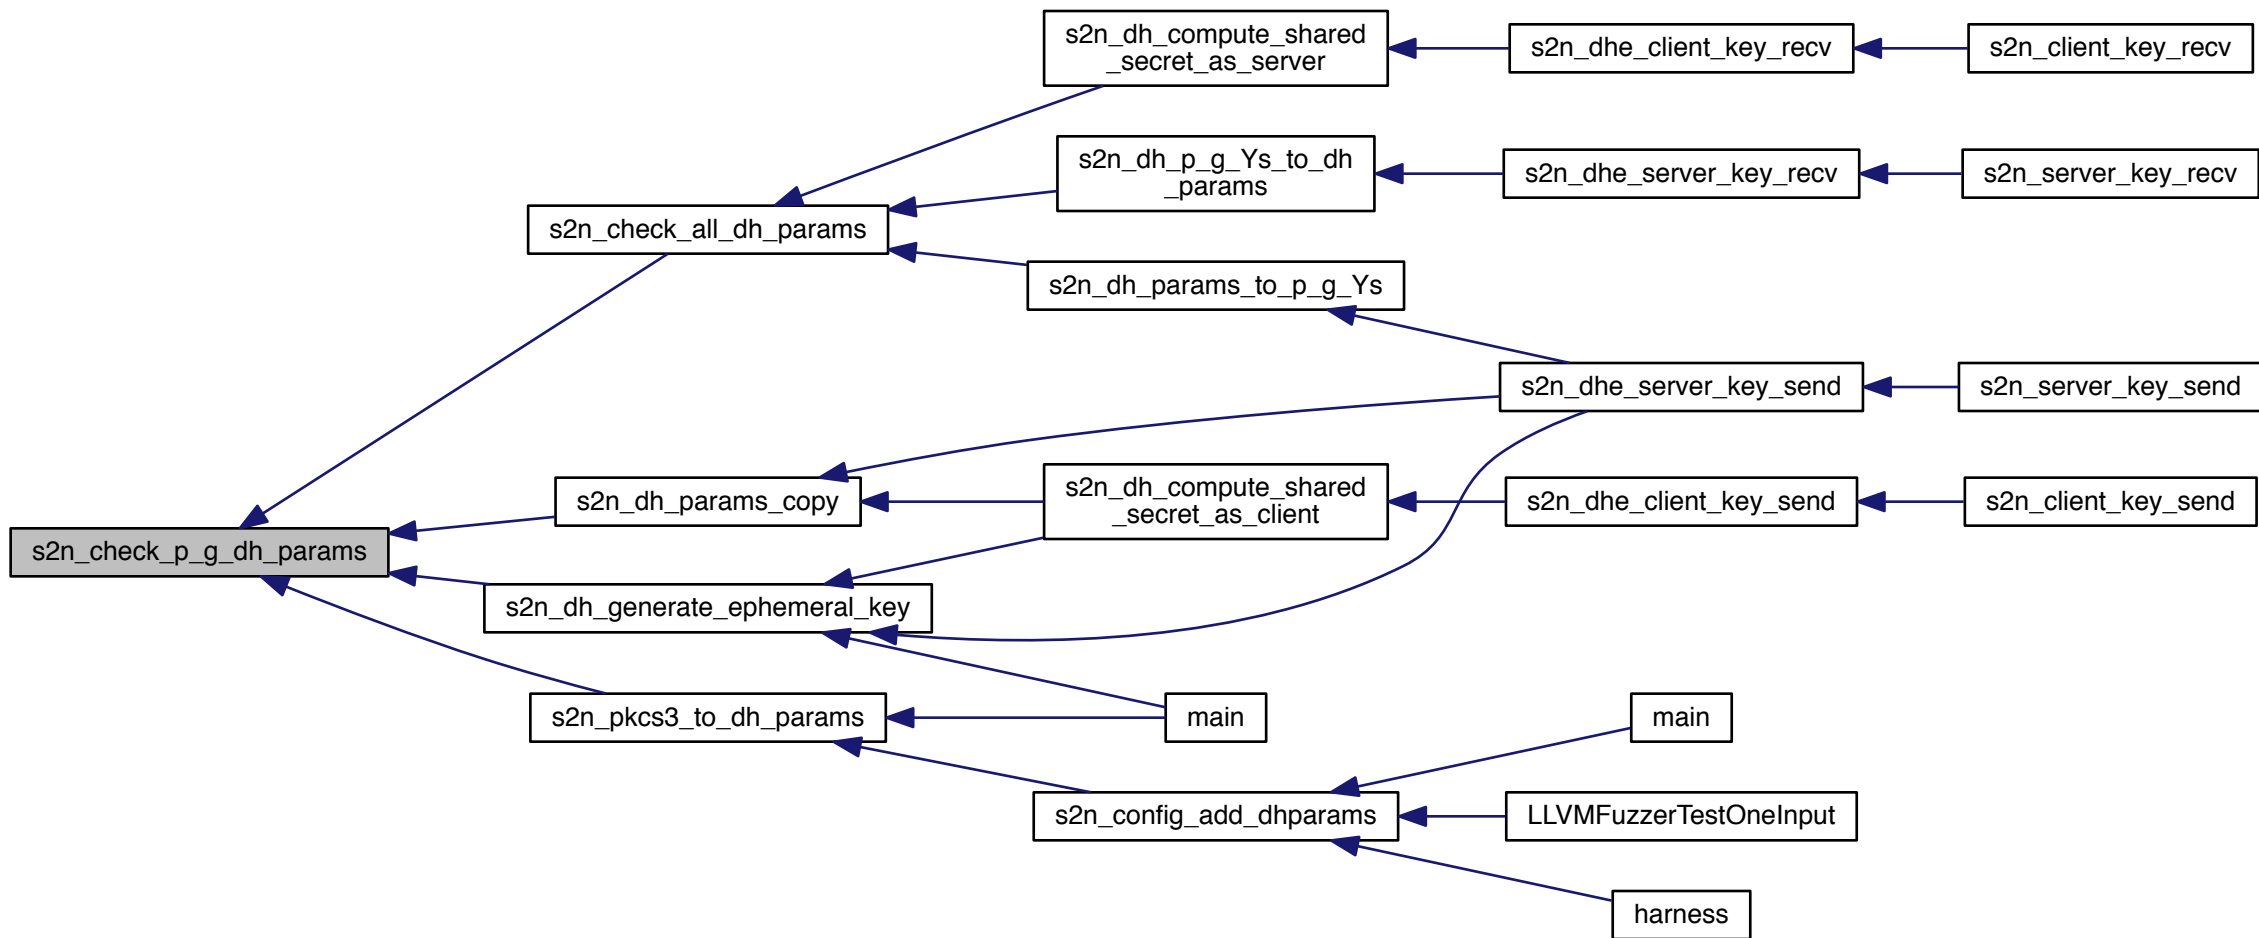 s2n_dh_compute_shared
_secret_as_server
s2n_dhe_client_key_recv
s2n_client_key_recv
s2n_dh_p_g_Ys_to_dh
_params
s2n_dhe_server_key_recv
s2n_server_key_recv
s2n_check_all_dh_params
s2n_dh_params_to_p_g_Ys
s2n_dhe_server_key_send
s2n_server_key_send
s2n_dh_params_copy
s2n_dh_compute_shared
_secret_as_client
s2n_dhe_client_key_send
s2n_client_key_send
s2n_check_p_g_dh_params
s2n_dh_generate_ephemeral_key
s2n_pkcs3_to_dh_params
main
main
s2n_config_add_dhparams
LLVMFuzzerTestOneInput
harness